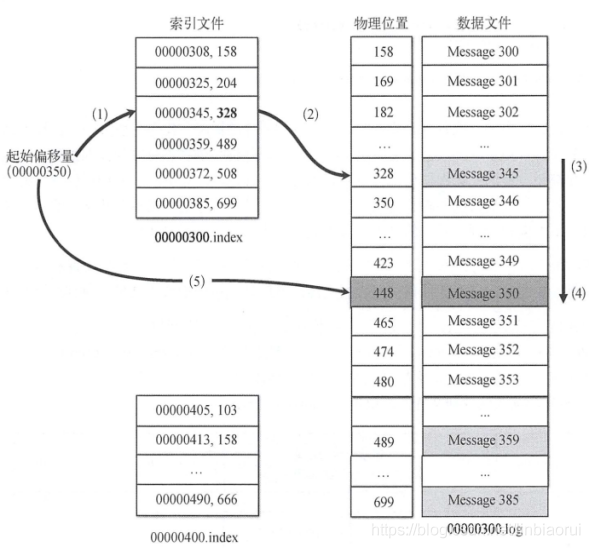 索引文件
00000308, 158
00000325, 204
00000345, 328
00000359, 489
00000372, 508
00000385, 699
00000300.index
(1)
(2)
起始偏移量
(00000350)
(5)
00000405, 103
00000413, 158
...
00000490, 666
00000400.index
物理位置 数据文件
158 Message 300
169 Message 301
182 Message 302
... ...
328 Message 345
350 Message 346
... ...
423 Message 349
448 Message 350
465 Message 351
474 Message 352
480 Message 353
...
489 Message 359
... ...
699 Message 385
(3)
(4)
00000300.log